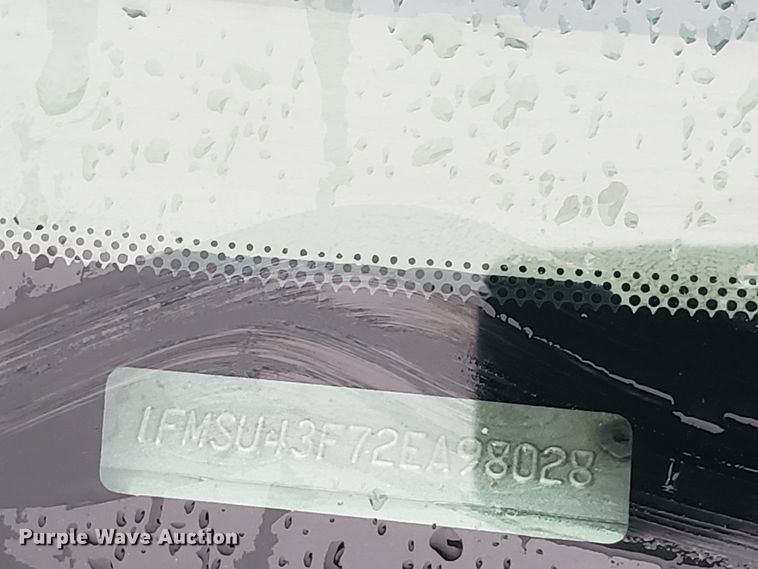 1FMSU43F72EA98028
Purple Wave Auction